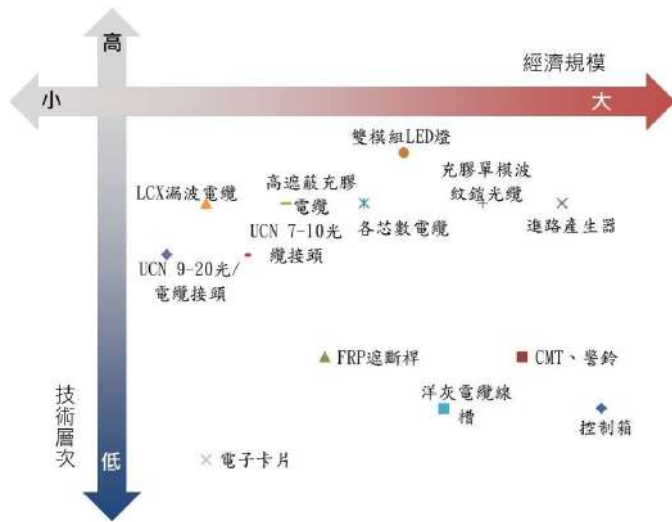 高
經濟規模
小
大
雙模組LED燈
LCX漏波電纜
高遮蔽充膠
電纜
充膠單模波
紋鎧光纜
各芯數電纜
進路產生器
UCN 7-10光
纜接頭
UCN 9-20光/
電纜接頭
FRP遮斷桿
CMT、警鈴
洋灰電纜線
槽
控制箱
技術層次
低
電子卡片